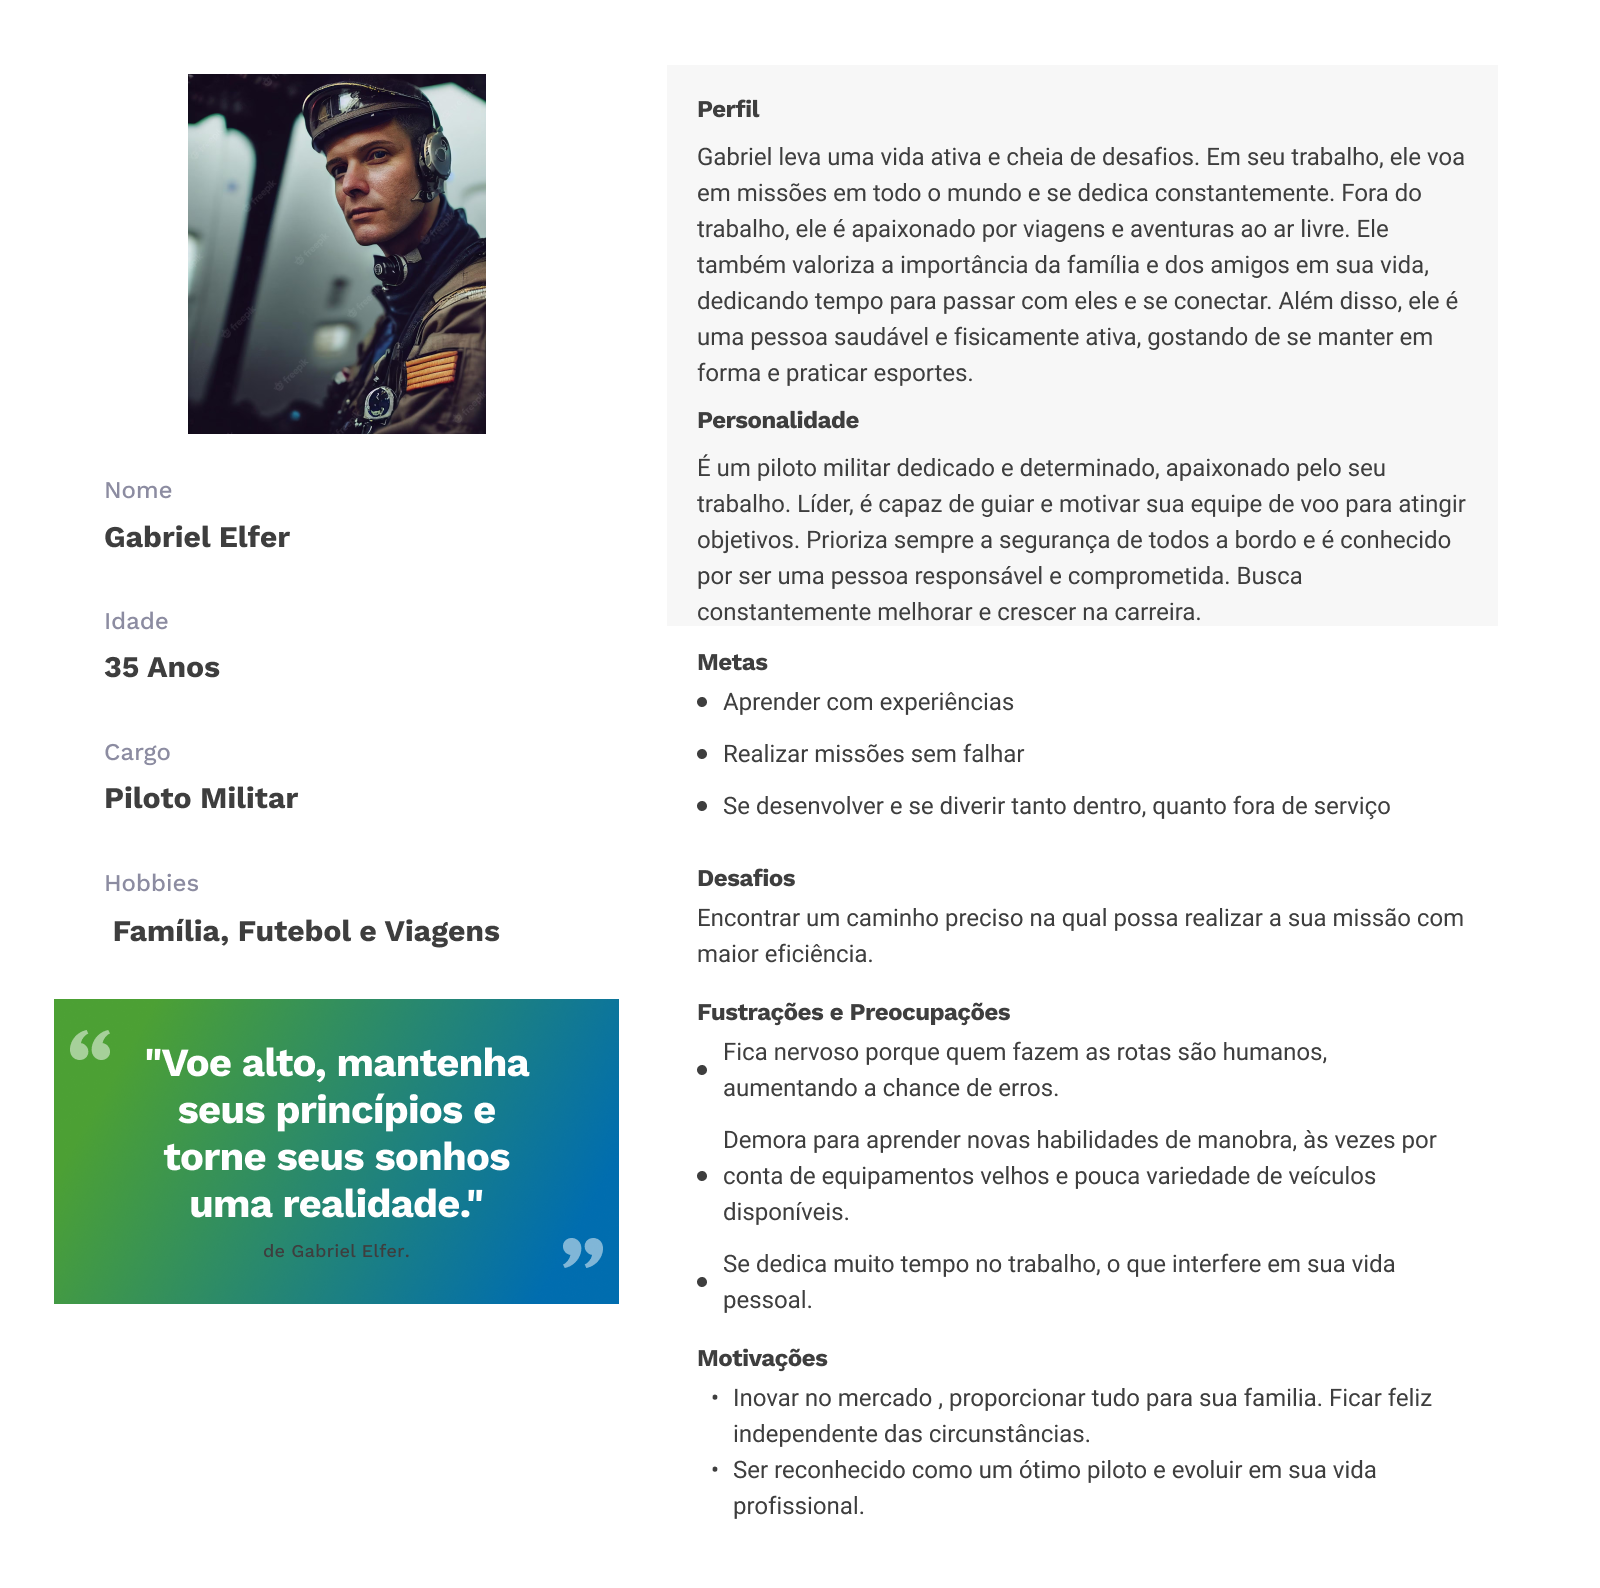 Nome
Gabriel Elfer
Idade
35 Anos
Cargo
Piloto Militar
Hobbies
Família, Futebol e Viagens
"Voe alto, mantenha
seus princípios e
torne seus sonhos
uma realidade."
de Gabriel Elfer.
Perfil
Gabriel leva uma vida ativa e cheia de desafios. Em seu trabalho, ele voa
em missões em todo o mundo e se dedica constantemente. Fora do
trabalho, ele é apaixonado por viagens e aventuras ao ar livre. Ele
também valoriza a importância da família e dos amigos em sua vida,
dedicando tempo para passar com eles e se conectar. Além disso, ele é
uma pessoa saudável e fisicamente ativa, gostando de se manter em
forma e praticar esportes.
Personalidade
É um piloto militar dedicado e determinado, apaixonado pelo seu
trabalho. Líder, é capaz de guiar e motivar sua equipe de voo para atingir
objetivos. Prioriza sempre a segurança de todos a bordo e é conhecido
por ser uma pessoa responsável e comprometida. Busca
constantemente melhorar e crescer na carreira.
Metas
• Aprender com experiências
• Realizar missões sem falhar
• Se desenvolver e se diverir tanto dentro, quanto fora de serviço
Desafios
Encontrar um caminho preciso na qual possa realizar a sua missão com
maior eficiência.
Fustrações e Preocupações
• Fica nervoso porque quem fazem as rotas são humanos,
aumentando a chance de erros.
• Demora para aprender novas habilidades de manobra, às vezes por
conta de equipamentos velhos e pouca variedade de veículos
disponíveis.
• Se dedica muito tempo no trabalho, o que interfere em sua vida
pessoal.
Motivações
• Inovar no mercado , proporcionar tudo para sua familia. Ficar feliz
independente das circunstâncias.
• Ser reconhecido como um ótimo piloto e evoluir em sua vida
profissional.
freepik
freepik
freepik
freepik